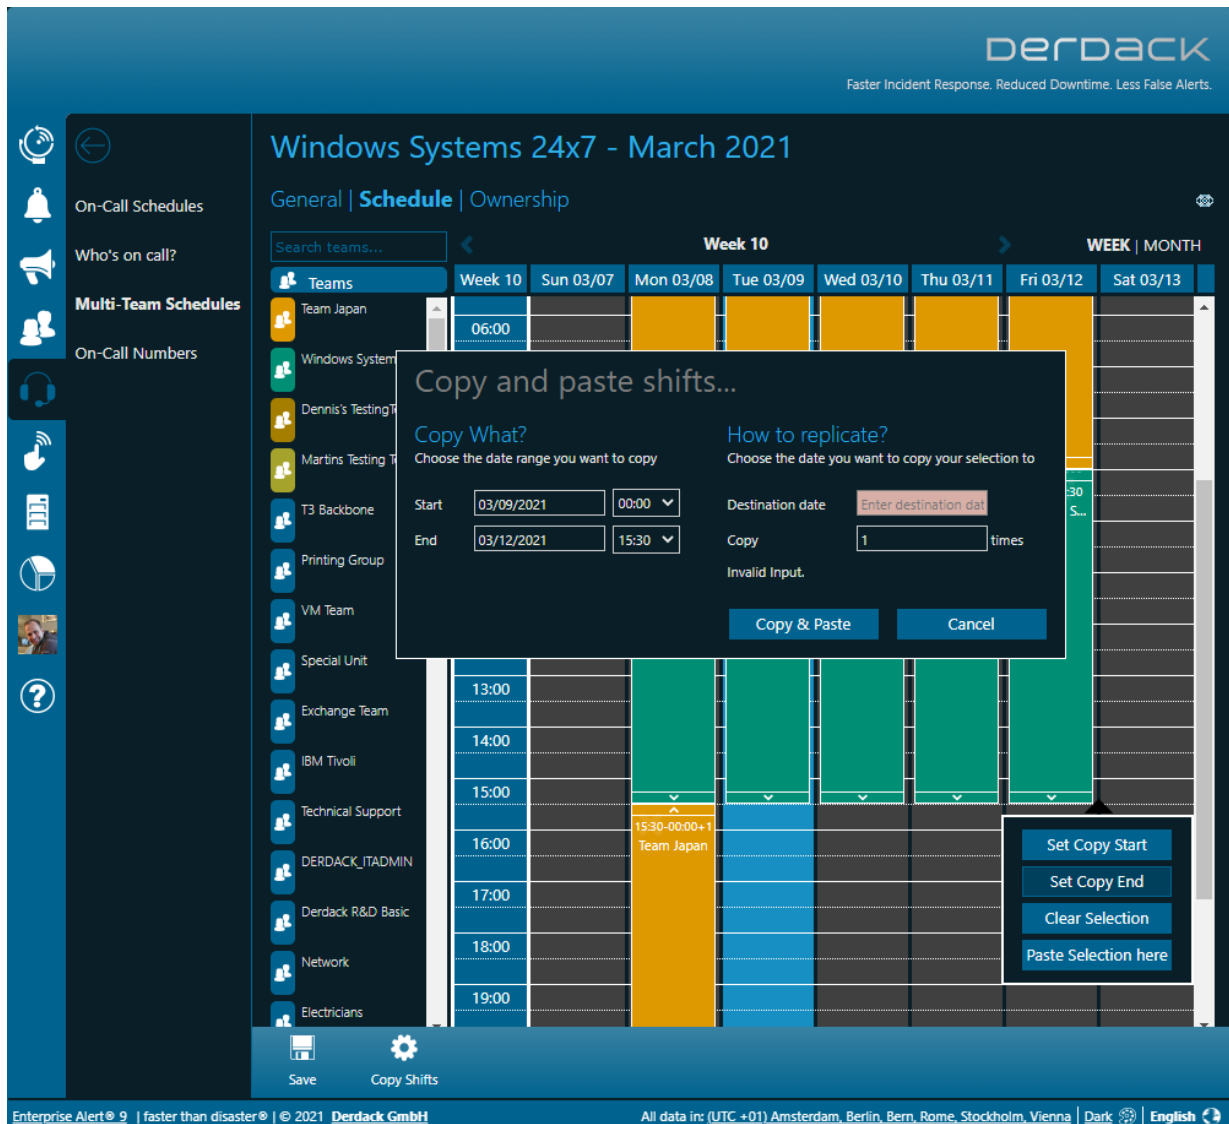 DERDACK
Faster Incident Response. Reduced Downtime. Less False Alerts.
On-Call Schedules
Who's on call?
Multi-Team Schedules
On-Call Numbers
Windows Systems 24x7 - March 2021
General | Schedule | Ownership
Search teams...
Week 10
WEEK | MONTH
Teams
Week 10 Sun 03/07 Mon 03/08 Tue 03/09 Wed 03/10 Thu 03/11 Fri 03/12 Sat 03/13
Team Japan
Windows System
Dennis's TestingT
Martins Testing T
T3 Backbone
Printing Group
VM Team
Special Unit
Exchange Team
IBM Tivoli
Technical Support
DERDACK_ITADMIN
Derdack R&D Basic
Network
Electricians
06:00
13:00
14:00
15:00
16:00
17:00
18:00
19:00
:30
S...
15:30-00:00+1
Team Japan
Copy and paste shifts...
Copy What?
Choose the date range you want to copy
Start 03/09/2021 00:00
End 03/12/2021 15:30
How to replicate?
Choose the date you want to copy your selection to
Destination date Enter destination dat
Copy 1 times
Invalid Input.
Copy & Paste Cancel
Set Copy Start
Set Copy End
Clear Selection
Paste Selection here
Save Copy Shifts
Enterprise Alert® 9 | faster than disaster® | © 2021 Derdack GmbH All data in: (UTC +01) Amsterdam, Berlin, Bern, Rome, Stockholm, Vienna | Dark | English